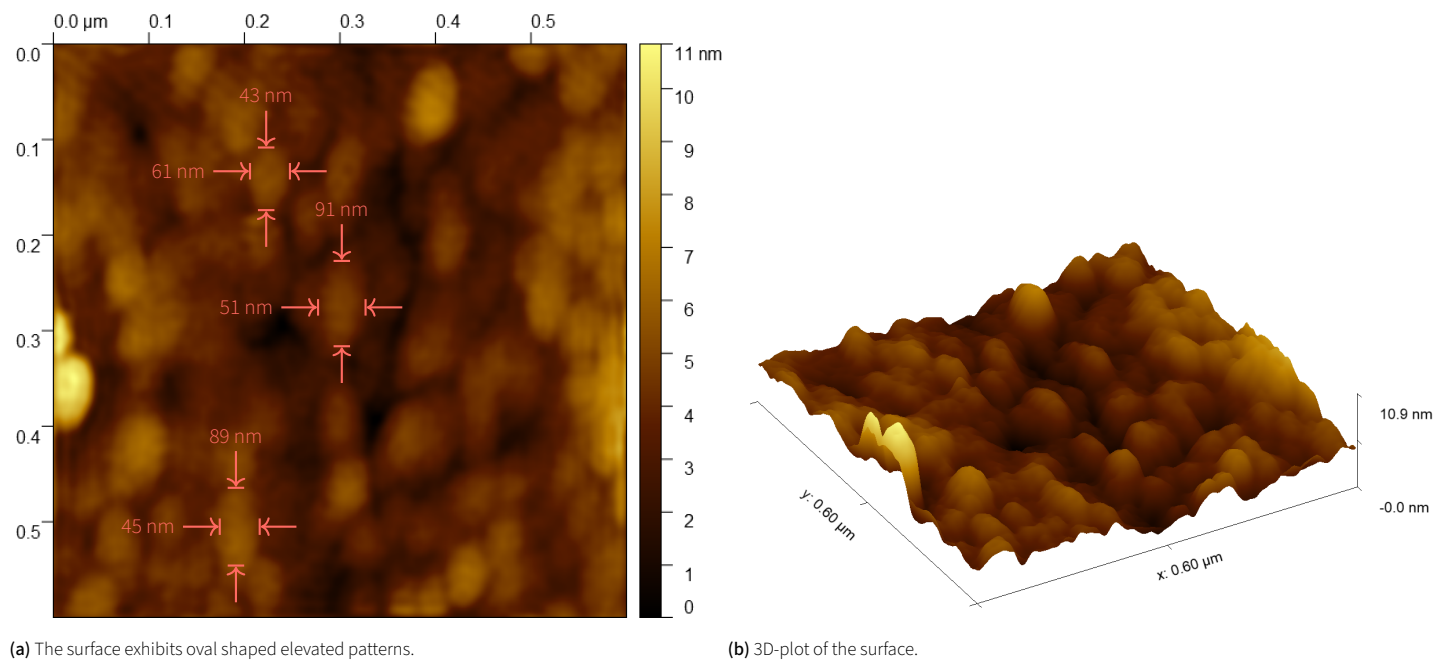 0.0 µm 0.1 0.2 0.3 0.4 0.5
0.0
0.1
0.2
0.3
0.4
0.5
43 nm
61 nm
91 nm
51 nm
89 nm
45 nm
11 nm
10
9
8
7
6
5
4
3
2
1
0
10.9 nm
-0.0 nm
y: 0.60 µm
x: 0.60 µm
(a) The surface exhibits oval shaped elevated patterns.
(b) 3D-plot of the surface.